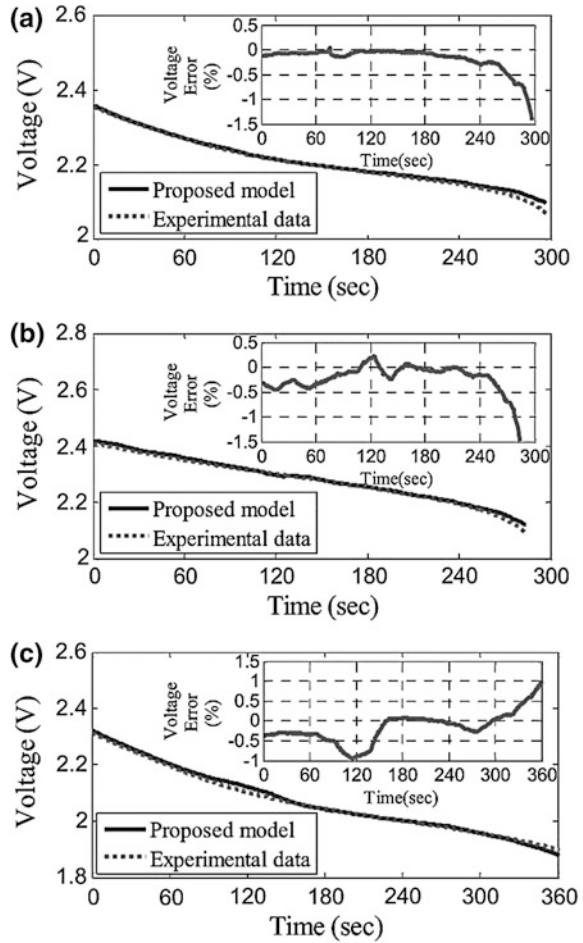 (a)
Voltage (V)
2.6
2.4
2.2
2
0 60 120 180 240 300
Time (sec)
Proposed model
Experimental data
Voltage
Error
(%)
0.5
0
-0.5
-1
-1.5
0 60 120 180 240 300
Time(sec)
(b)
Voltage (V)
2.8
2.6
2.4
2.2
2
0 60 120 180 240 300
Time (sec)
Proposed model
Experimental data
Voltage
Error
(%)
0.5
0
-0.5
-1
-1.5
0 60 120 180 240 300
Time(sec)
(c)
Voltage (V)
2.6
2.4
2.2
2
1.8
0 60 120 180 240 300 360
Time (sec)
Proposed model
Experimental data
Voltage
Error
(%)
1.5
1
0.5
0
-0.5
-1
0 60 120 180 240 300 360
Time(sec)